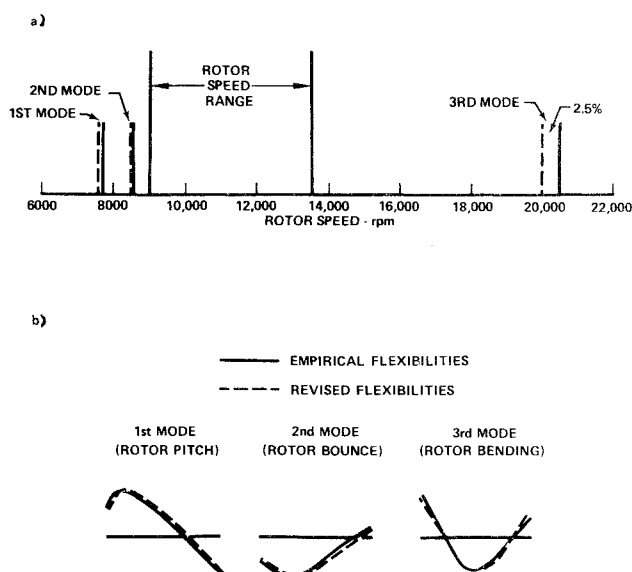 a)
ROTOR
SPEED
RANGE
2ND MODE
1ST MODE
3RD MODE
2.5%
6000 8000 10,000 12,000 14,000 16,000 18,000 20,000 22,000
ROTOR SPEED - rpm
b)
EMPIRICAL FLEXIBILITIES
REVISED FLEXIBILITIES
1st MODE 2nd MODE 3rd MODE
(ROTOR PITCH) (ROTOR BOUNCE) (ROTOR BENDING)